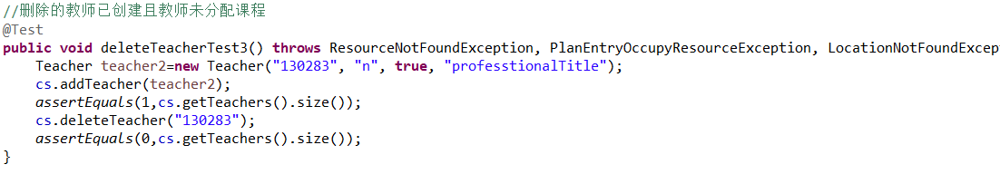 //删除的教师已创建且教师未分配课程
@Test
public void deleteTeacherTest3() throws ResourceNotFoundException, PlanEntryOccupyResourceException, LocationNotFoundExcep
Teacher teacher2=new Teacher("130283", "n", true, "professtionalTitle");
cs.addTeacher(teacher2);
assertEquals(1,cs.getTeachers().size());
cs.deleteTeacher("130283");
assertEquals(0,cs.getTeachers().size());
}